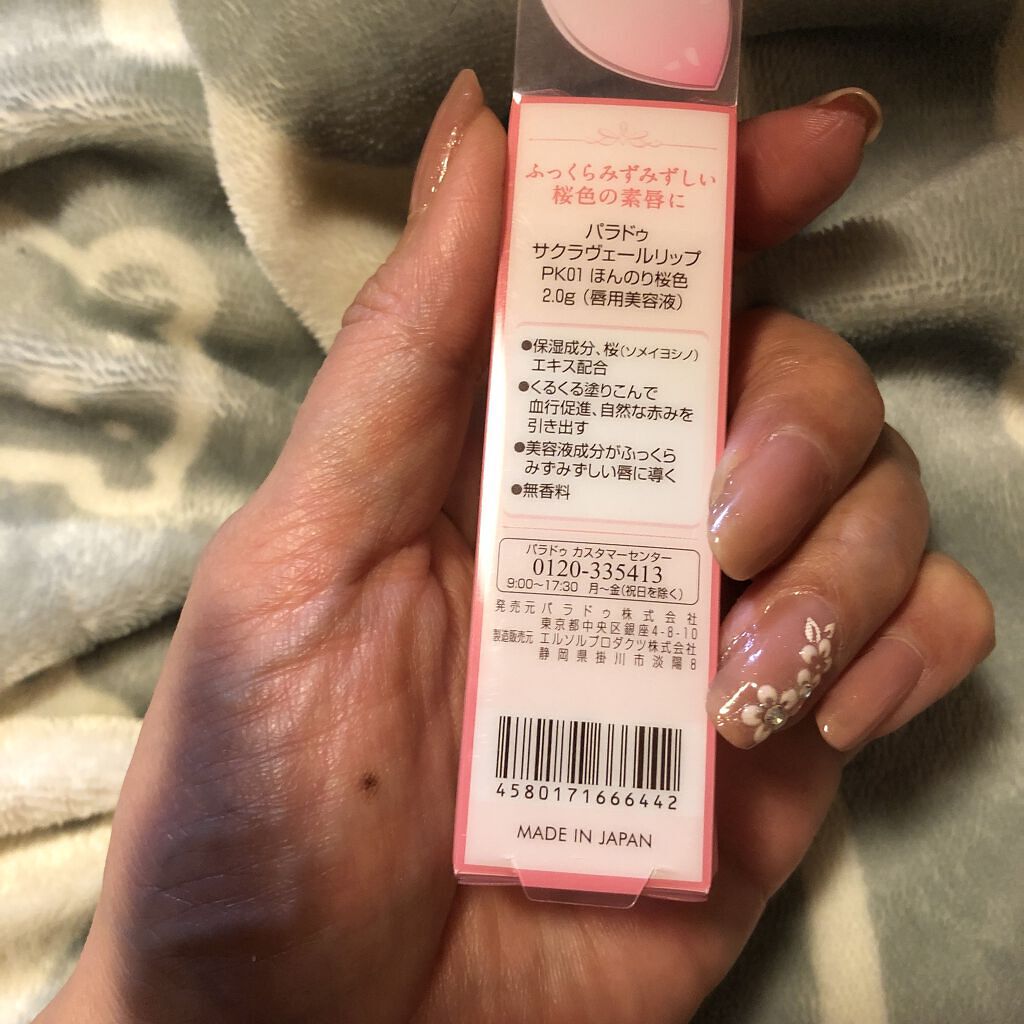 ふっくらみずみずしい
桜色の素唇に
パラドゥ
サクラヴェールリップ
PK01 ほんのり桜色
2.0g（唇用美容液）
●保湿成分、桜（ソメイヨシノ）
エキス配合
●くるくる塗りこんで
血行促進、自然な赤みを
引き出す
●美容液成分がふっくら
みずみずしい唇に導く
●無香料
パラドゥ カスタマーセンター
0120-335413
9:00〜17:30 月〜金（祝日を除く）
発売元 パラドゥ株式会社
東京都中央区銀座4-8-10
製造販売元 エルソルプロダクツ株式会社
静岡県掛川市淡陽8
4580171666442
MADE IN JAPAN